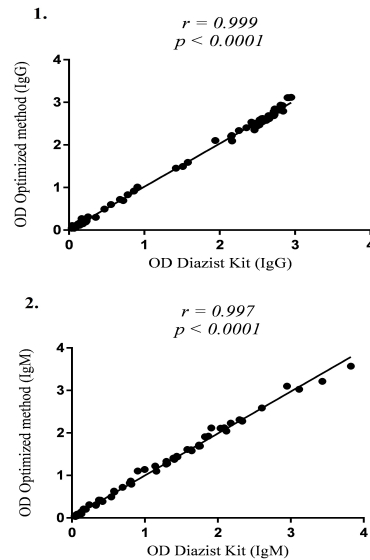 1.
r = 0.999
p < 0.0001
OD Optimized method (IgG)
4
3
2
1
0
0 1 2 3 4
OD Diazist Kit (IgG)
2.
r = 0.997
p < 0.0001
OD Optimized method (IgM)
4
3
2
1
0
0 1 2 3 4
OD Diazist Kit (IgM)